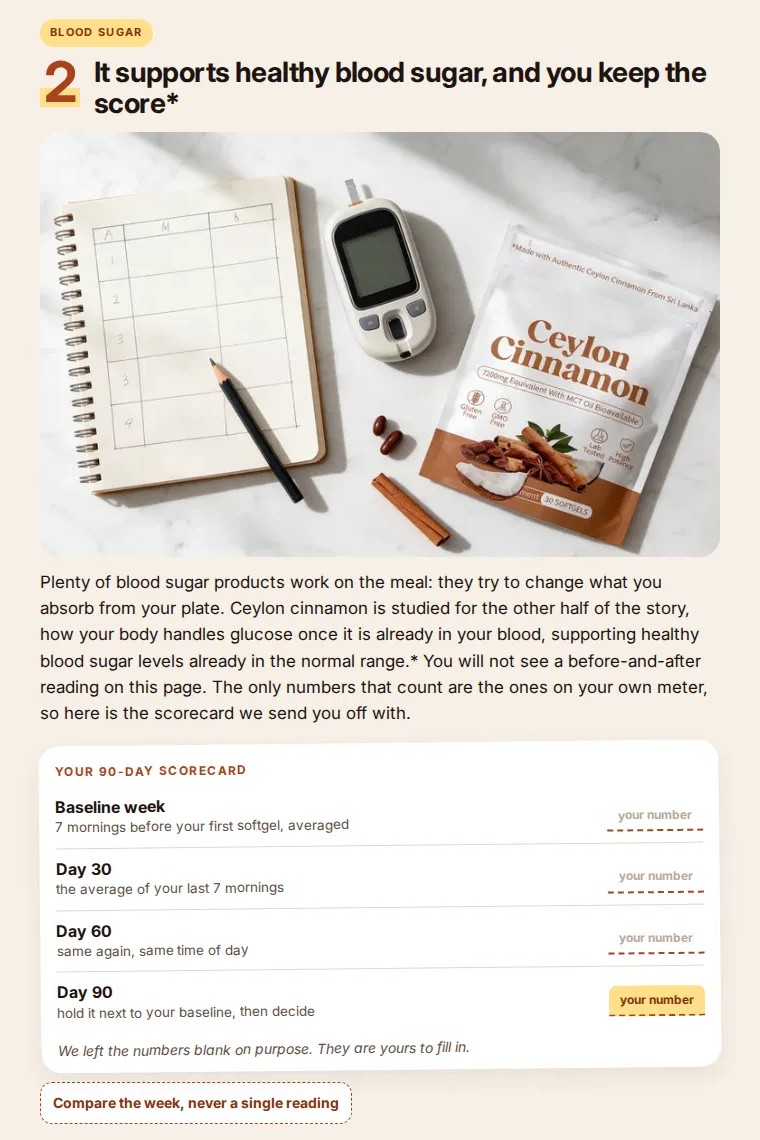 BLOOD SUGAR
2
It supports healthy blood sugar, and you keep the
score*
A M b
1
2
3
3
4
*Made with Authentic Ceylon Cinnamon From Sri Lanka
Ceylon
Cinnamon
7200mg Equivalent With MCT Oil Bioavailable
Gluten
Free
GMO
Free
Lab
Tested
High
Potency
ment 30 SOFTGELS
Plenty of blood sugar products work on the meal: they try to change what you
absorb from your plate. Ceylon cinnamon is studied for the other half of the story,
how your body handles glucose once it is already in your blood, supporting healthy
blood sugar levels already in the normal range.* You will not see a before-and-after
reading on this page. The only numbers that count are the ones on your own meter,
so here is the scorecard we send you off with.
YOUR 90-DAY SCORECARD
Baseline week
7 mornings before your first softgel, averaged
your number
Day 30
the average of your last 7 mornings
your number
Day 60
same again, same time of day
your number
Day 90
hold it next to your baseline, then decide
your number
We left the numbers blank on purpose. They are yours to fill in.
Compare the week, never a single reading